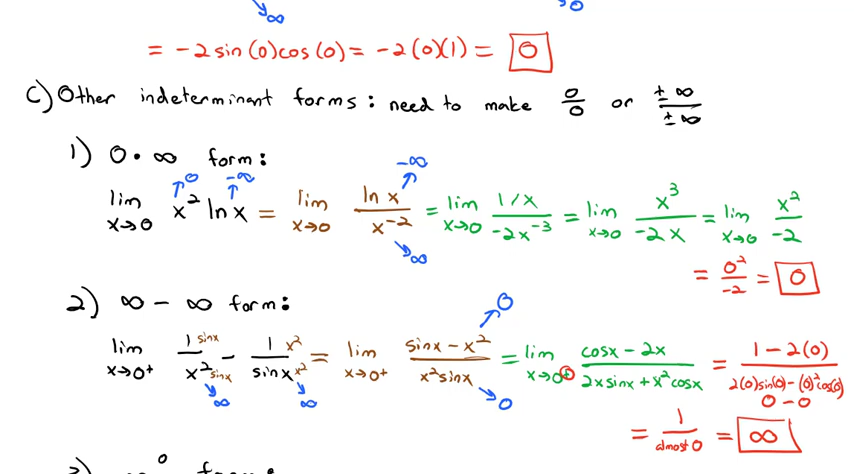 ∞ 0
= -2 sin(0)cos(0) = -2(0)(1) = 0
C) Other indeterminant forms: need to make 0/0 or ±∞/±∞
1) 0·∞ form:
0 -∞ -∞
lim x→0 x² ln x = lim x→0 ln x / x⁻² = lim x→0 1/x / -2x⁻³ = lim x→0 x³ / -2x = lim x→0 x² / -2
∞
= 0²/-2 = 0
2) ∞ - ∞ form:
0
lim x→0⁺ 1 sinx / x² sinx - 1 x² / sinx x² = lim x→0⁺ sinx - x² / x² sinx = lim x→0⁺ cosx - 2x / 2x sinx + x² cosx = 1 - 2(0) / 2(0)sin(0) - (0)² cos(0)
∞ ∞ 0 0 - 0
= 1 / almost 0 = ∞